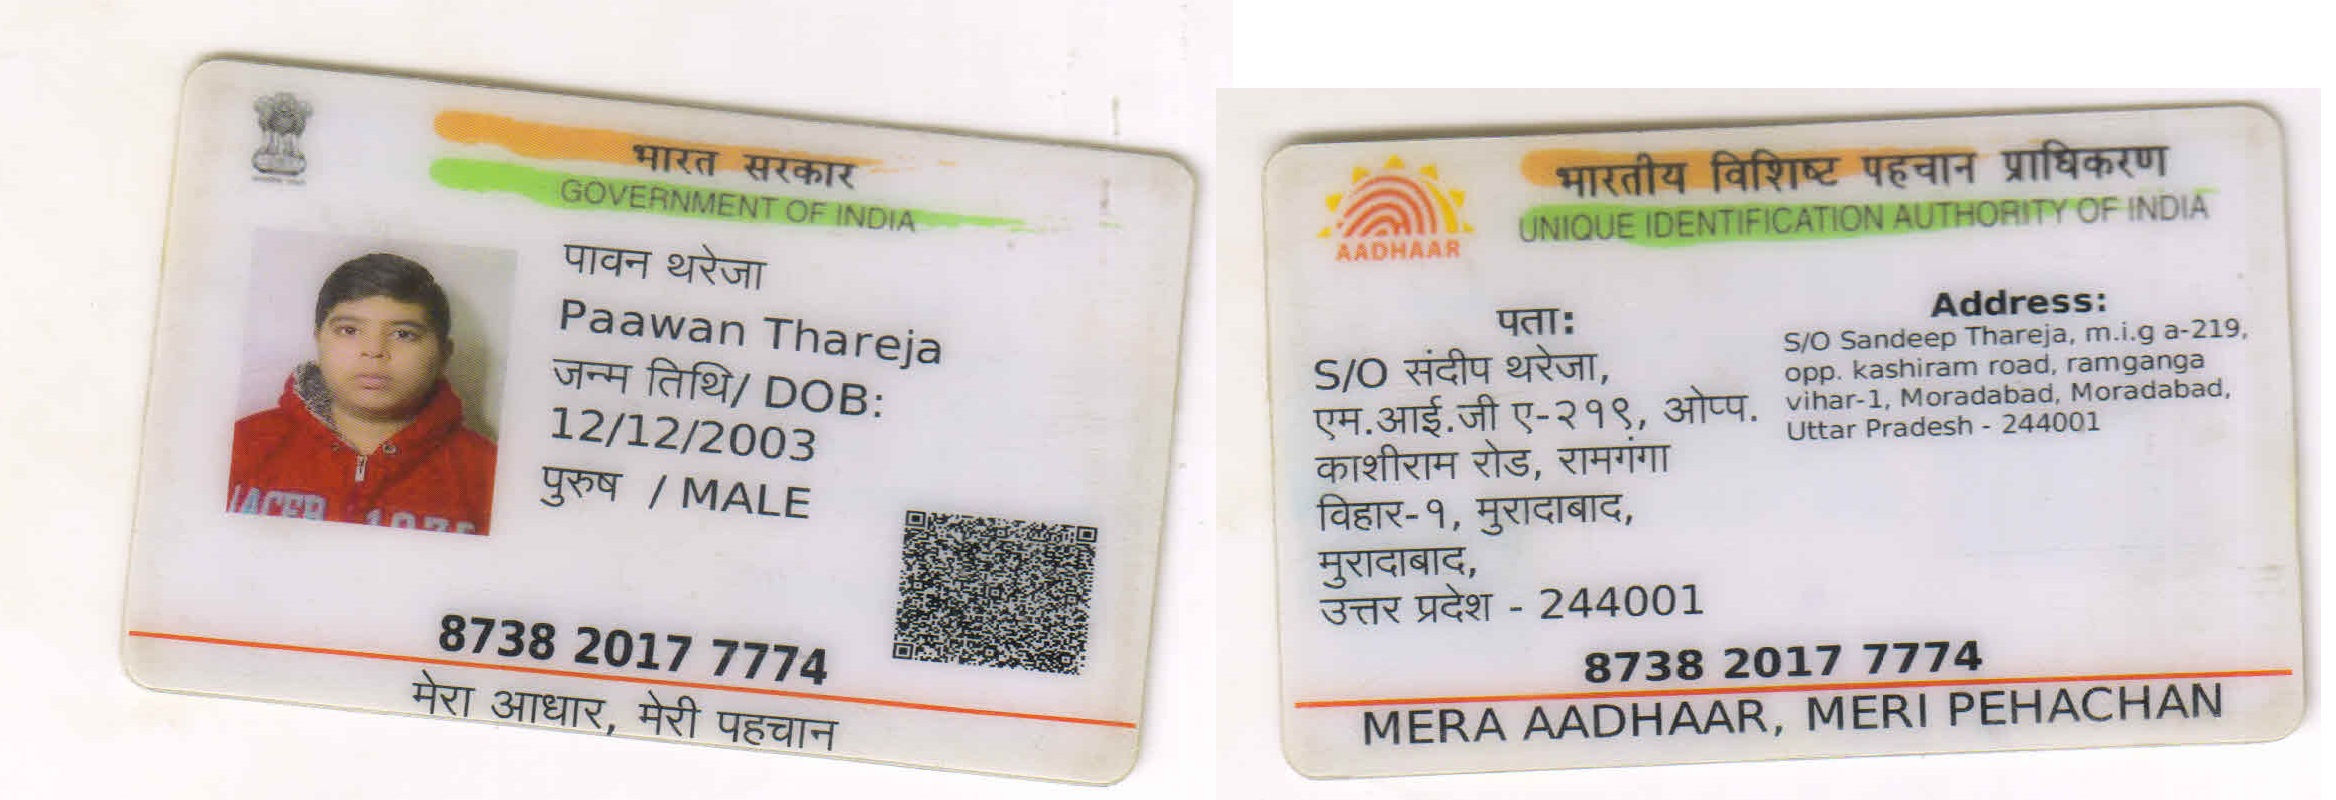 भारत सरकार
GOVERNMENT OF INDIA
पावन थरेजा
Paawan Thareja
जन्म तिथि/ DOB:
12/12/2003
पुरुष / MALE
8738 2017 7774
मेरा आधार, मेरी पहचान
भारतीय विशिष्ट पहचान प्राधिकरण
UNIQUE IDENTIFICATION AUTHORITY OF INDIA
AADHAAR
पता:
S/O संदीप थरेजा,
एम.आई.जी ए-२१९, ओप्प.
काशीराम रोड, रामगंगा
विहार-१, मुरादाबाद,
मुरादाबाद,
उत्तर प्रदेश - 244001
Address:
S/O Sandeep Thareja, m.i.g a-219,
opp. kashiram road, ramganga
vihar-1, Moradabad, Moradabad,
Uttar Pradesh - 244001
8738 2017 7774
MERA AADHAAR, MERI PEHACHAN